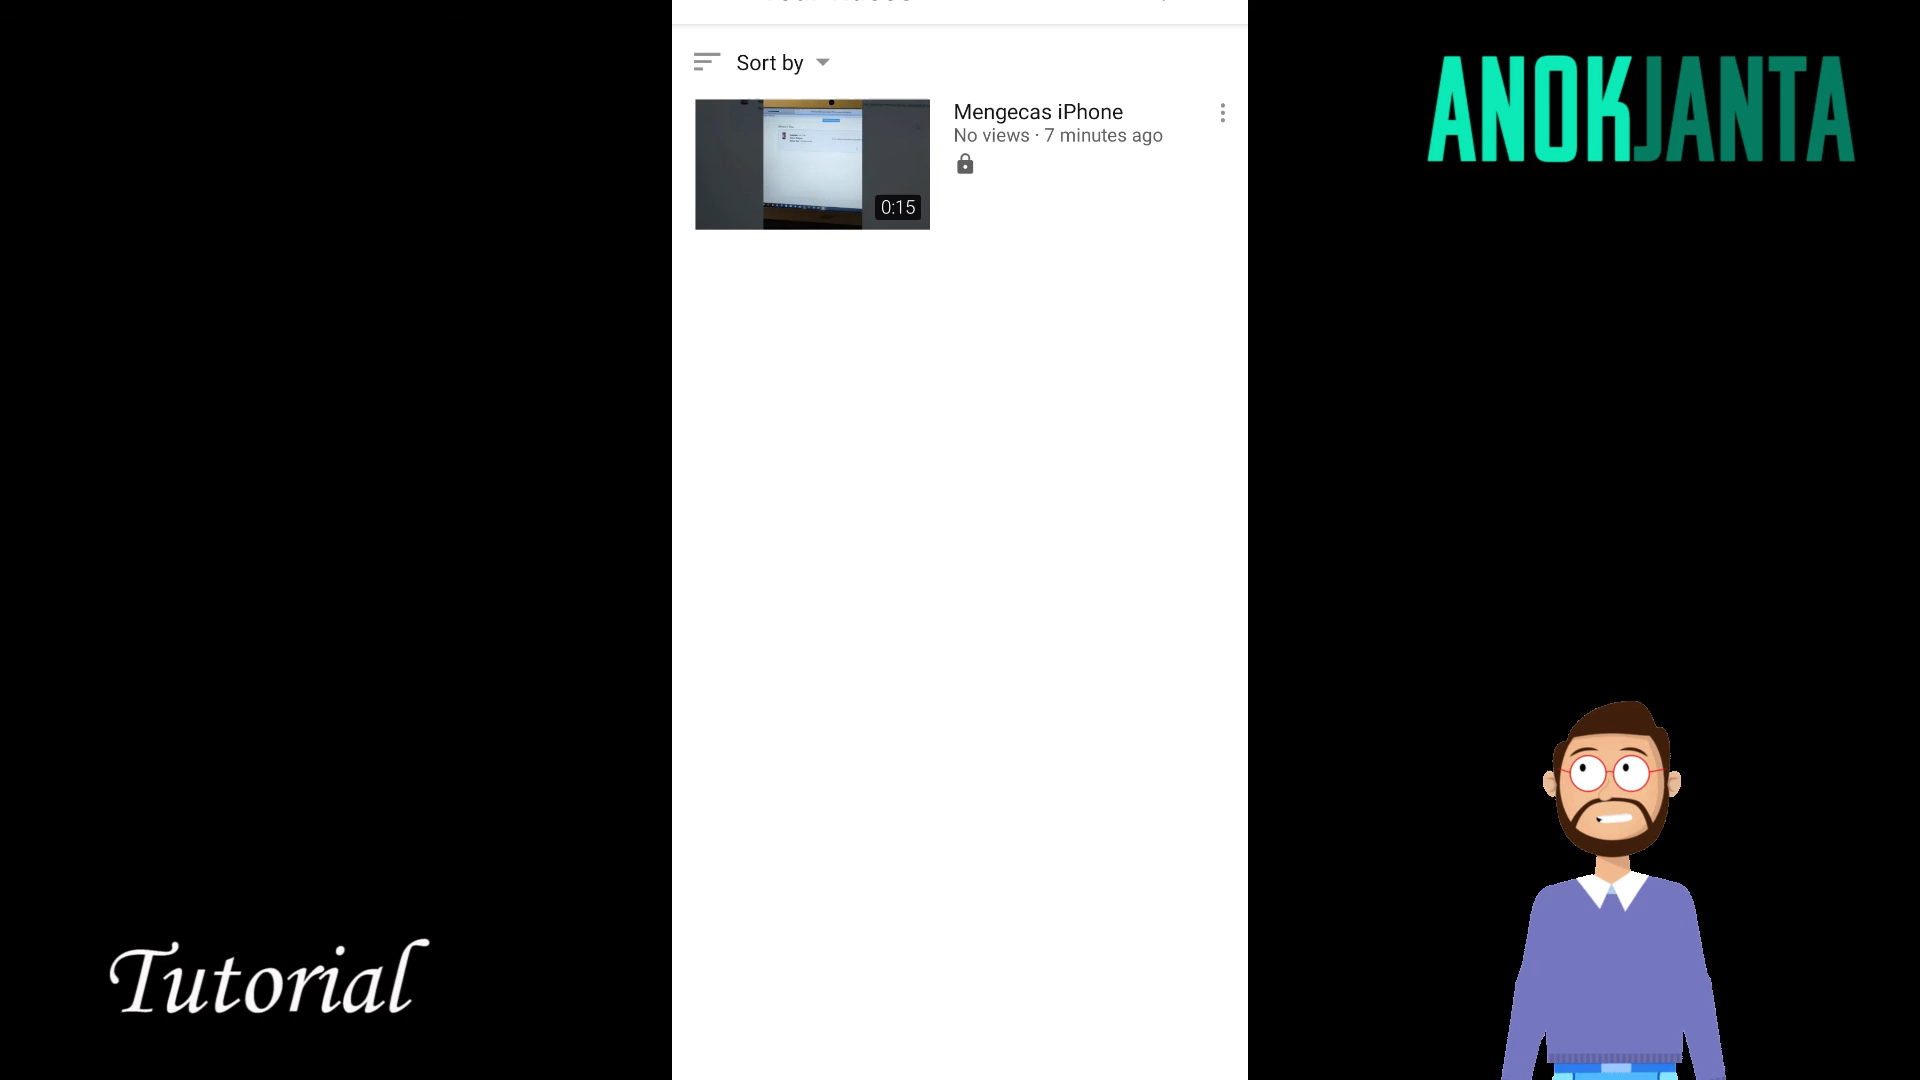 Sort by
Mengecas iPhone
No views · 7 minutes ago
0:15
ANOKJANTA
Tutorial